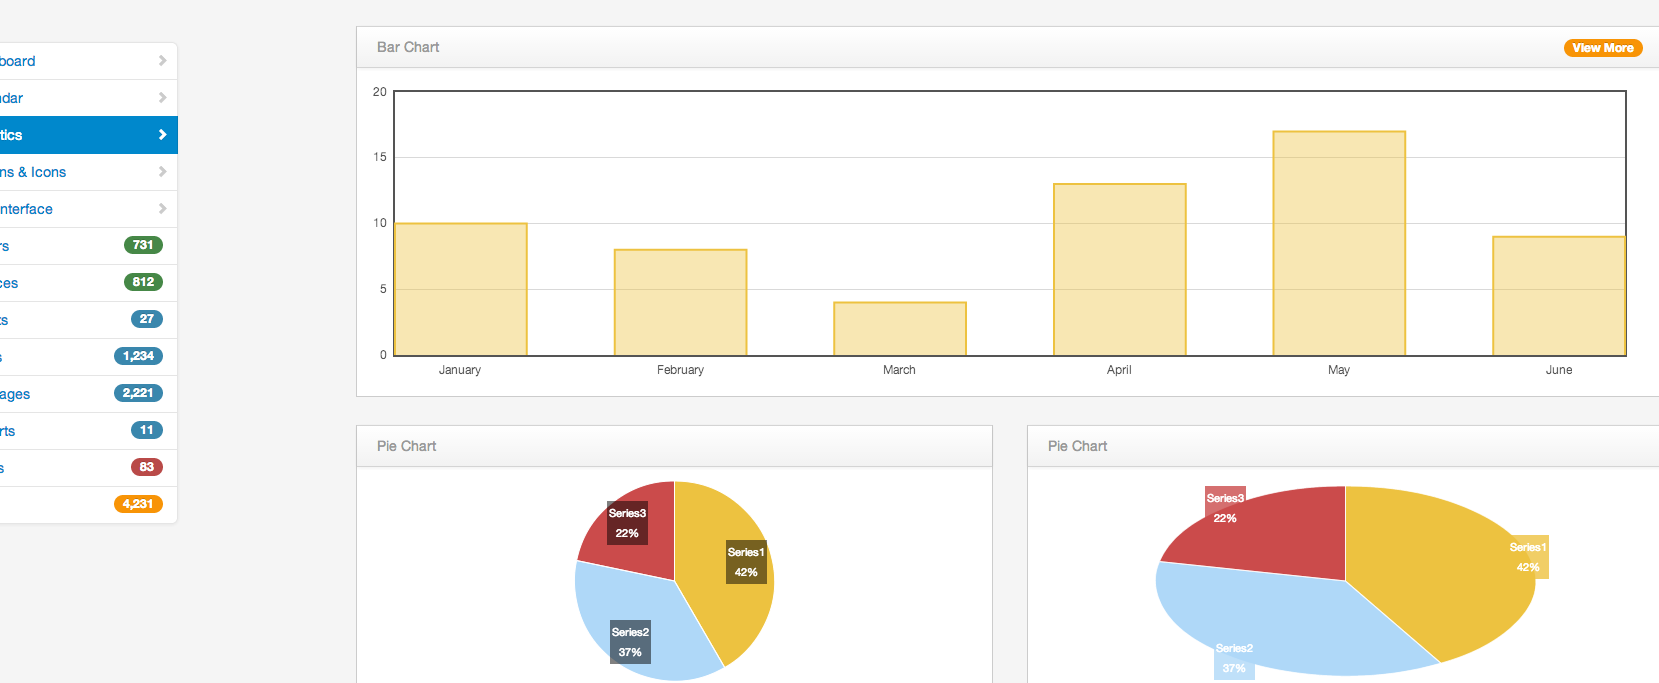 board
ndar
tics
ns & Icons
nterface
rs
731
ces
812
ts
27
s
1,234
ages
2,221
rts
11
s
83
4,231
Bar Chart
View More
20
15
10
5
0
January
February
March
April
May
June
Pie Chart
Series3
22%
Series1
42%
Series2
37%
Pie Chart
Series3
22%
Series1
42%
Series2
37%